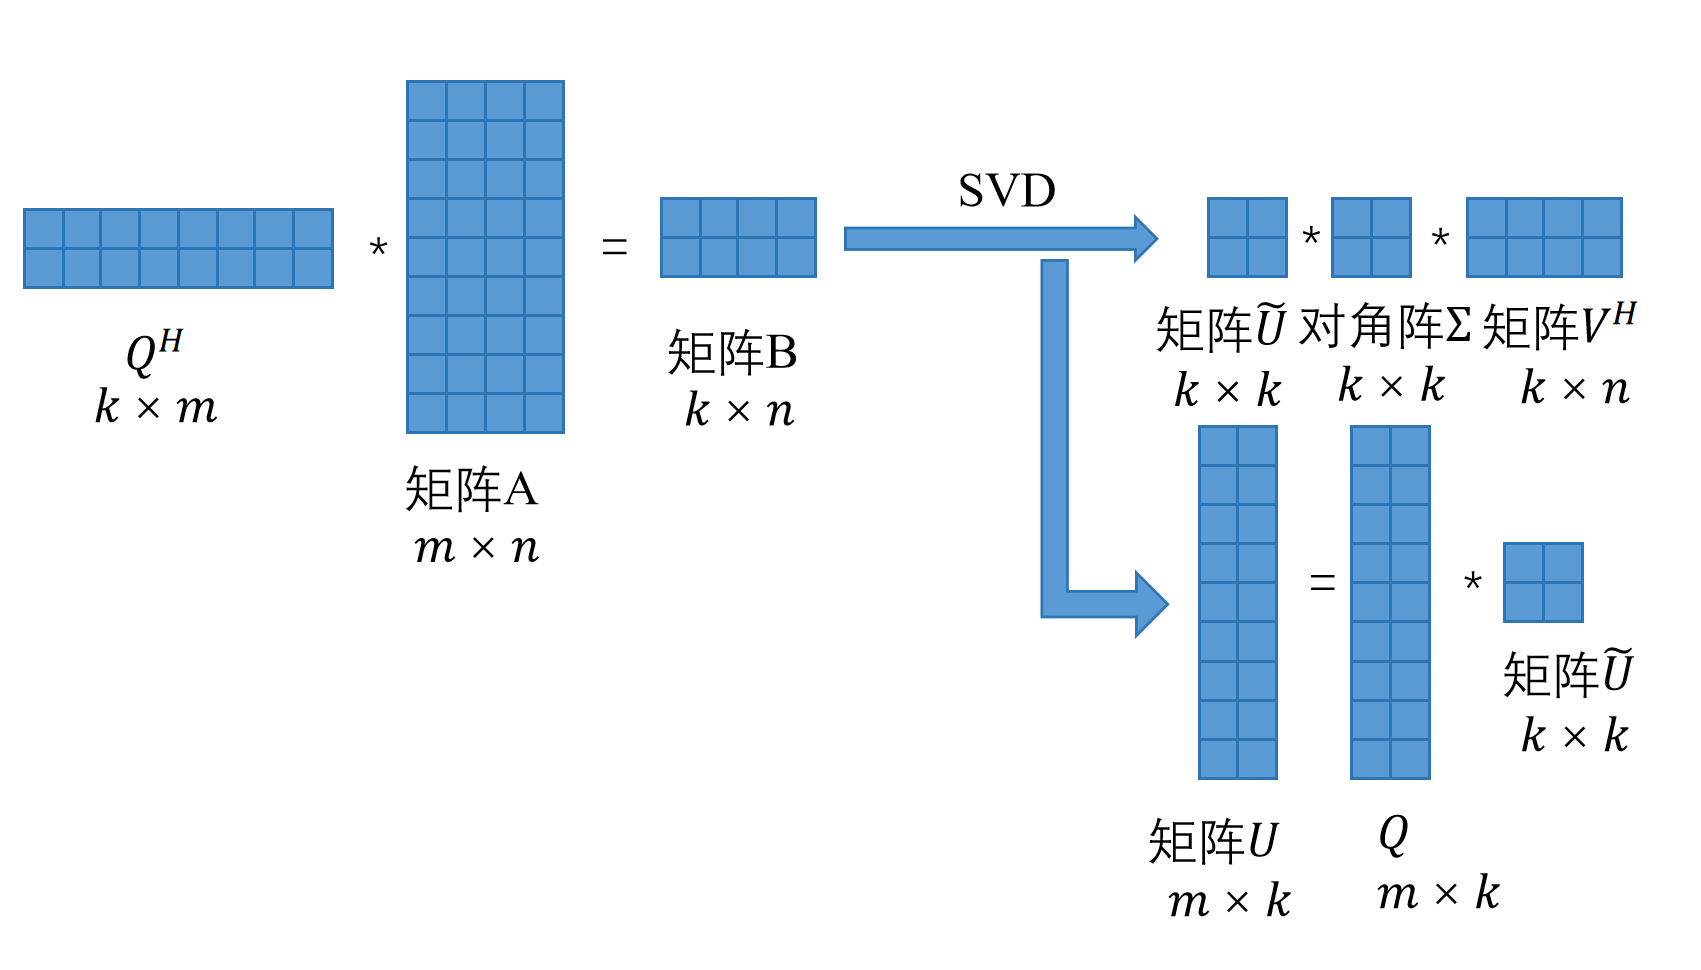 SVD
* = * *
Q^H
k × m
矩阵A
m × n
矩阵B
k × n
矩阵Ũ 对角阵Σ 矩阵V^H
k × k k × k k × n
= *
矩阵Ũ
k × k
矩阵U
m × k
Q
m × k